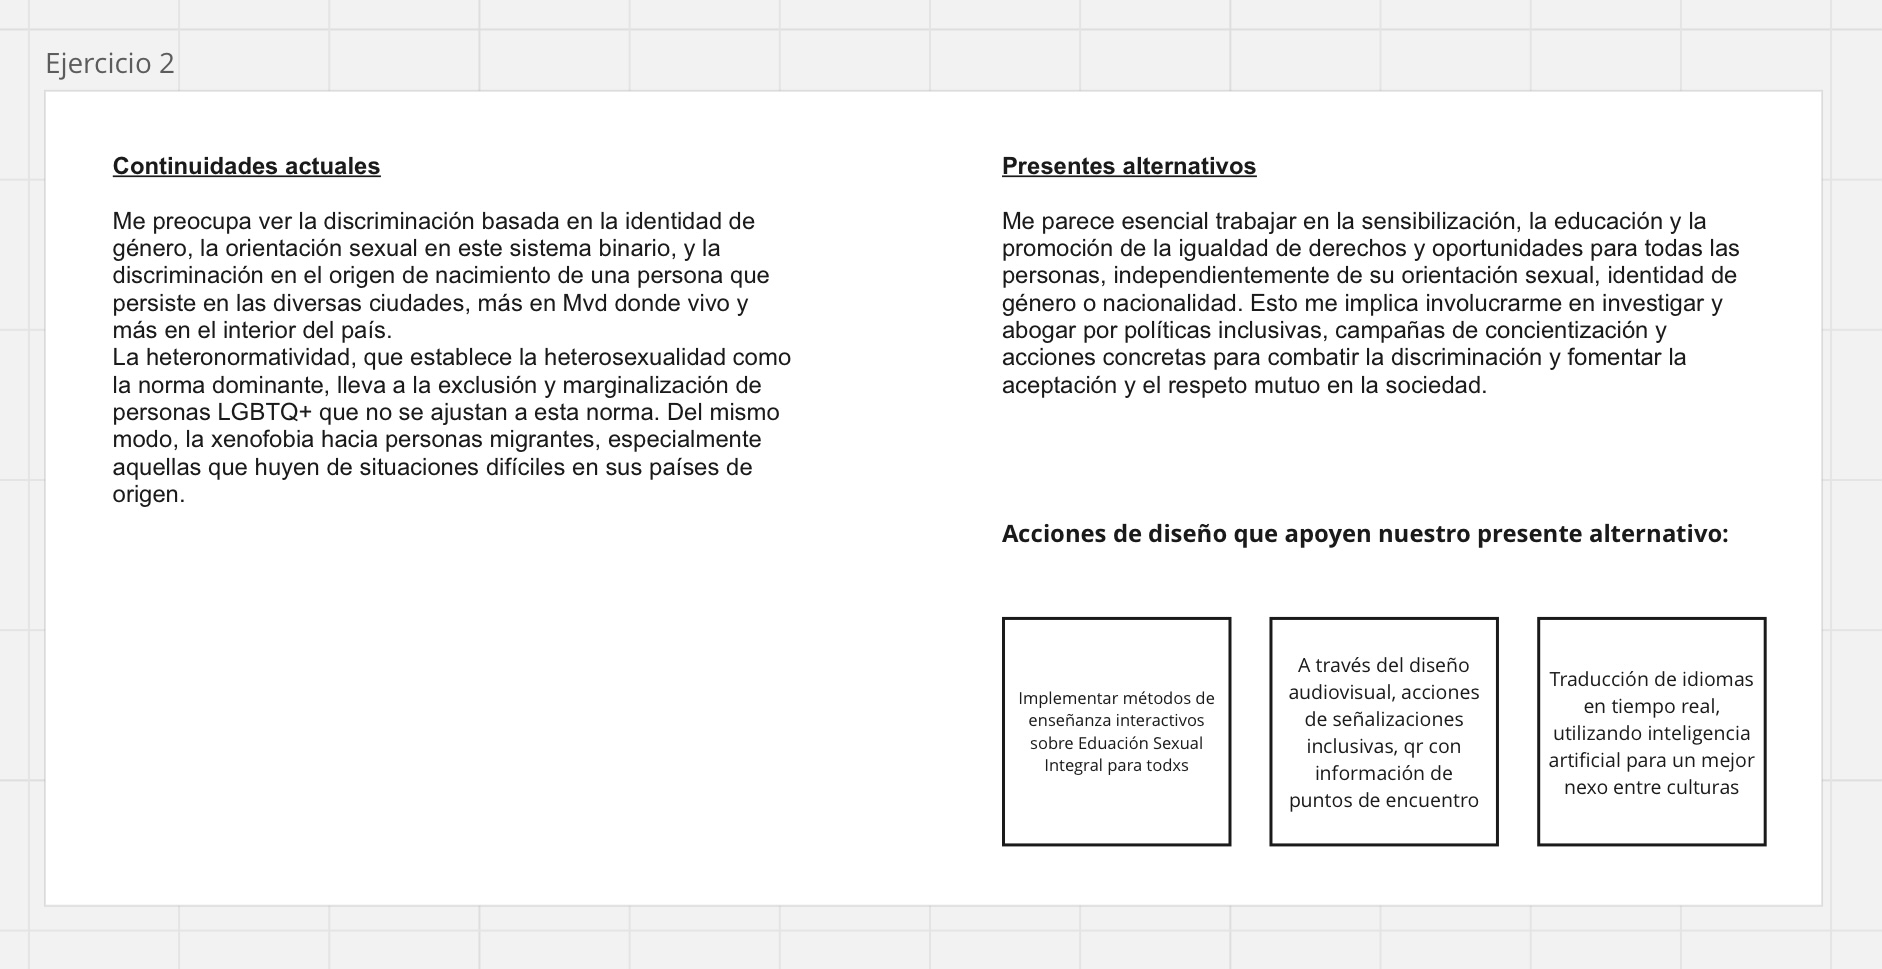 Ejercicio 2
Continuidades actuales
Me preocupa ver la discriminación basada en la identidad de
género, la orientación sexual en este sistema binario, y la
discriminación en el origen de nacimiento de una persona que
persiste en las diversas ciudades, más en Mvd donde vivo y
más en el interior del país.
La heteronormatividad, que establece la heterosexualidad como
la norma dominante, lleva a la exclusión y marginalización de
personas LGBTQ+ que no se ajustan a esta norma. Del mismo
modo, la xenofobia hacia personas migrantes, especialmente
aquellas que huyen de situaciones difíciles en sus países de
origen.
Presentes alternativos
Me parece esencial trabajar en la sensibilización, la educación y la
promoción de la igualdad de derechos y oportunidades para todas las
personas, independientemente de su orientación sexual, identidad de
género o nacionalidad. Esto me implica involucrarme en investigar y
abogar por políticas inclusivas, campañas de concientización y
acciones concretas para combatir la discriminación y fomentar la
aceptación y el respeto mutuo en la sociedad.
Acciones de diseño que apoyen nuestro presente alternativo:
Implementar métodos de
enseñanza interactivos
sobre Eduación Sexual
Integral para todxs
A través del diseño
audiovisual, acciones
de señalizaciones
inclusivas, qr con
información de
puntos de encuentro
Traducción de idiomas
en tiempo real,
utilizando inteligencia
artificial para un mejor
nexo entre culturas